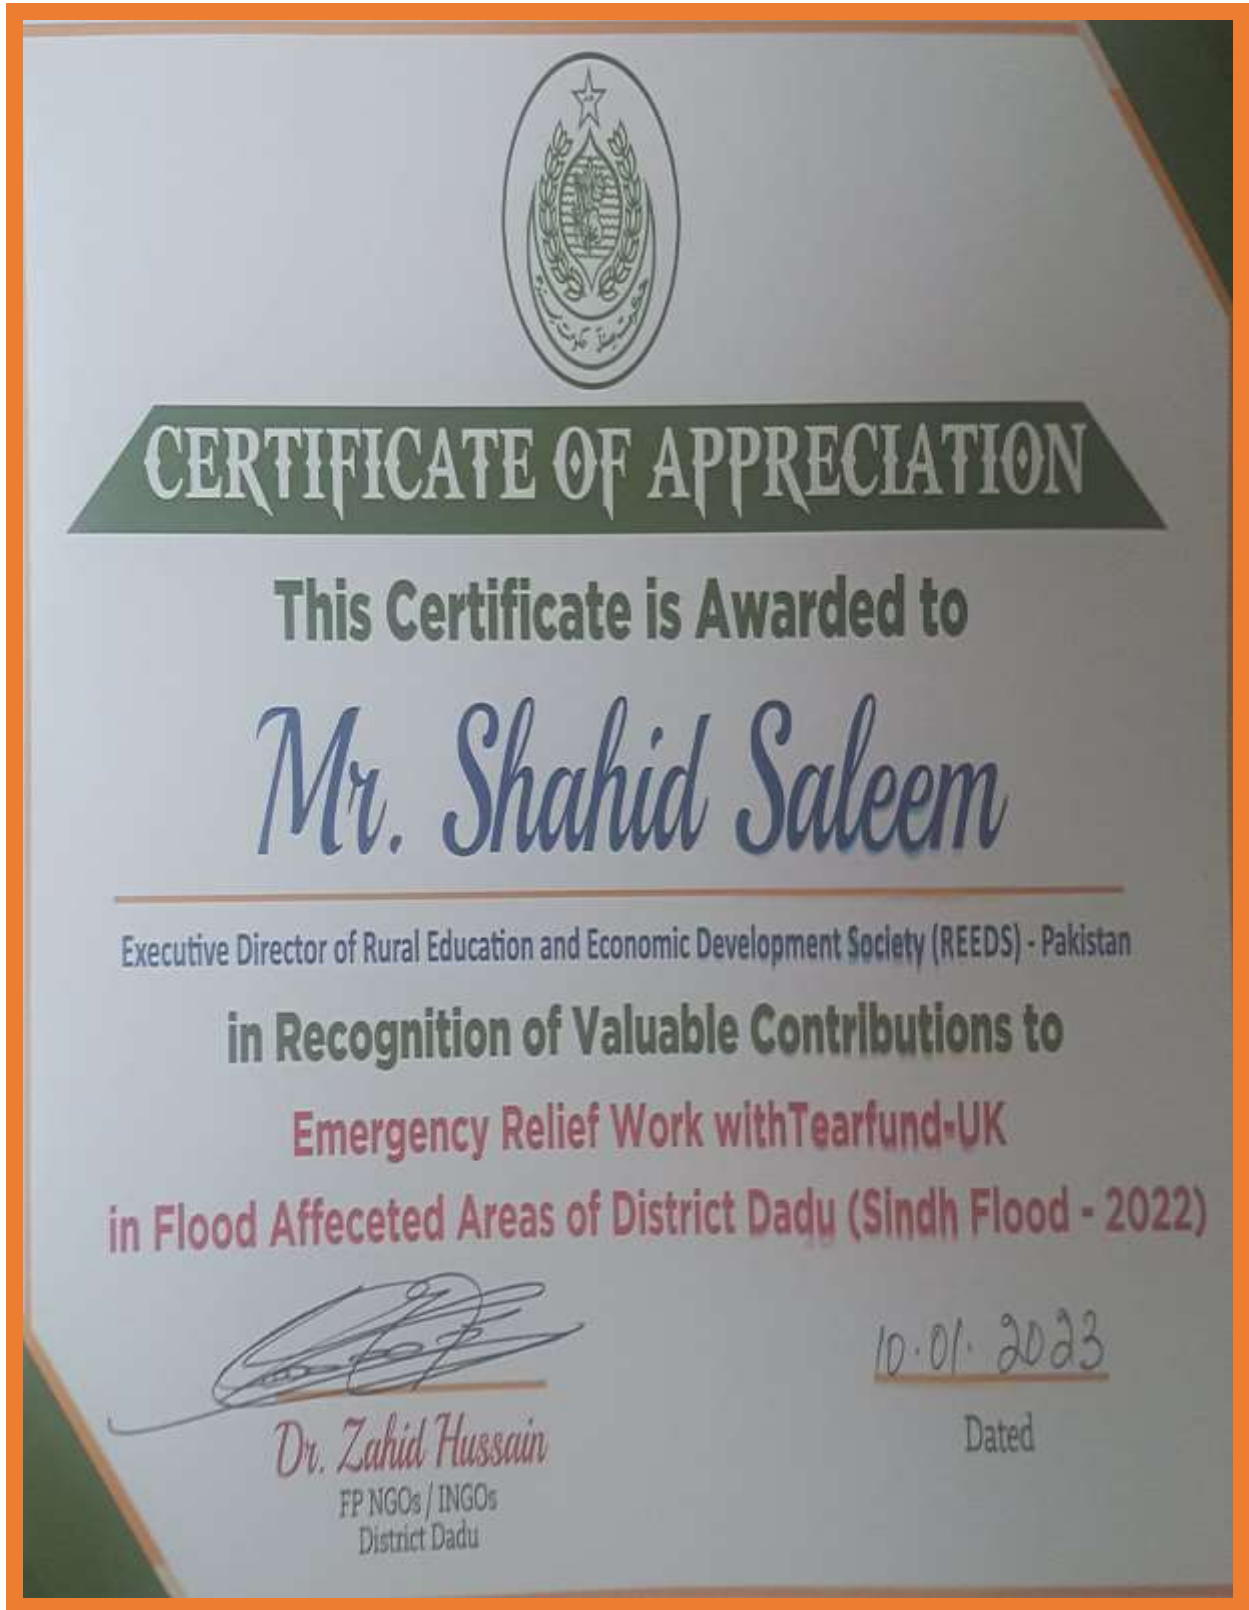 CERTIFICATE OF APPRECIATION
This Certificate is Awarded to
Mr. Shahid Saleem
Executive Director of Rural Education and Economic Development Society (REEDS) - Pakistan
in Recognition of Valuable Contributions to
Emergency Relief Work withTearfund-UK
in Flood Affeceted Areas of District Dadu (Sindh Flood - 2022)
10.01.2023
Dated
Dr. Zahid Hussain
FP NGOs / INGOs
District Dadu